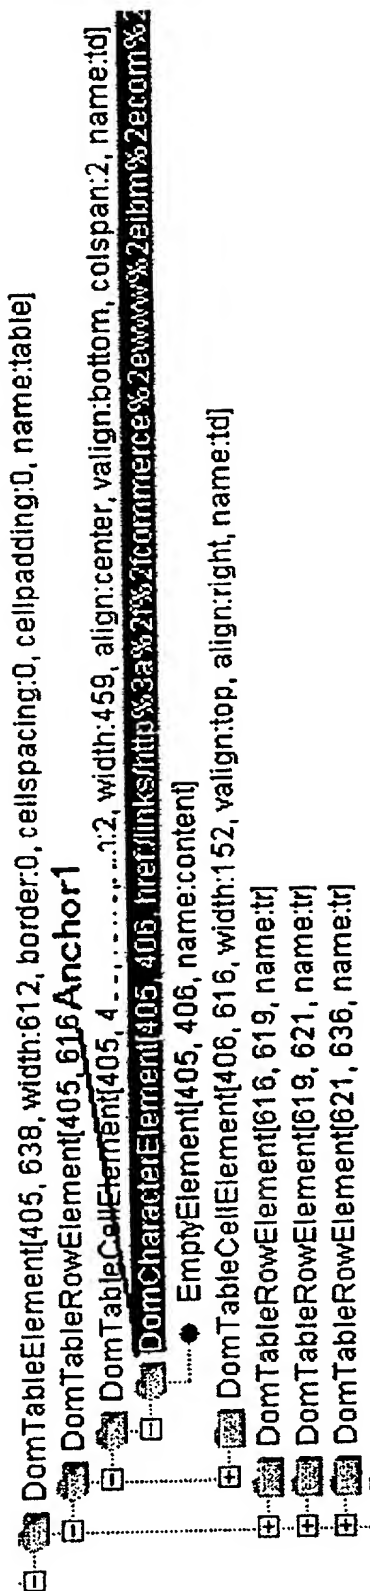 DomTableElement[405, 638, width:612, border:0, cellspacing:0, cellpadding:0, name:table]
DomTableRowElement[405, 616 Anchor1
DomTableCellElement[405, 4 n:2, width:459, align:center, valign:bottom, colspan:2, name:td]
DomCharacterElement[405, 406, href:/links/http%3a%2f%2fcommerce%2ewww%2eibm%2ecom%2
EmptyElement[405, 406, name:content]
DomTableCellElement[406, 616, width:152, valign:top, align:right, name:td]
DomTableRowElement[616, 619, name:tr]
DomTableRowElement[619, 621, name:tr]
DomTableRowElement[621, 636, name:tr]